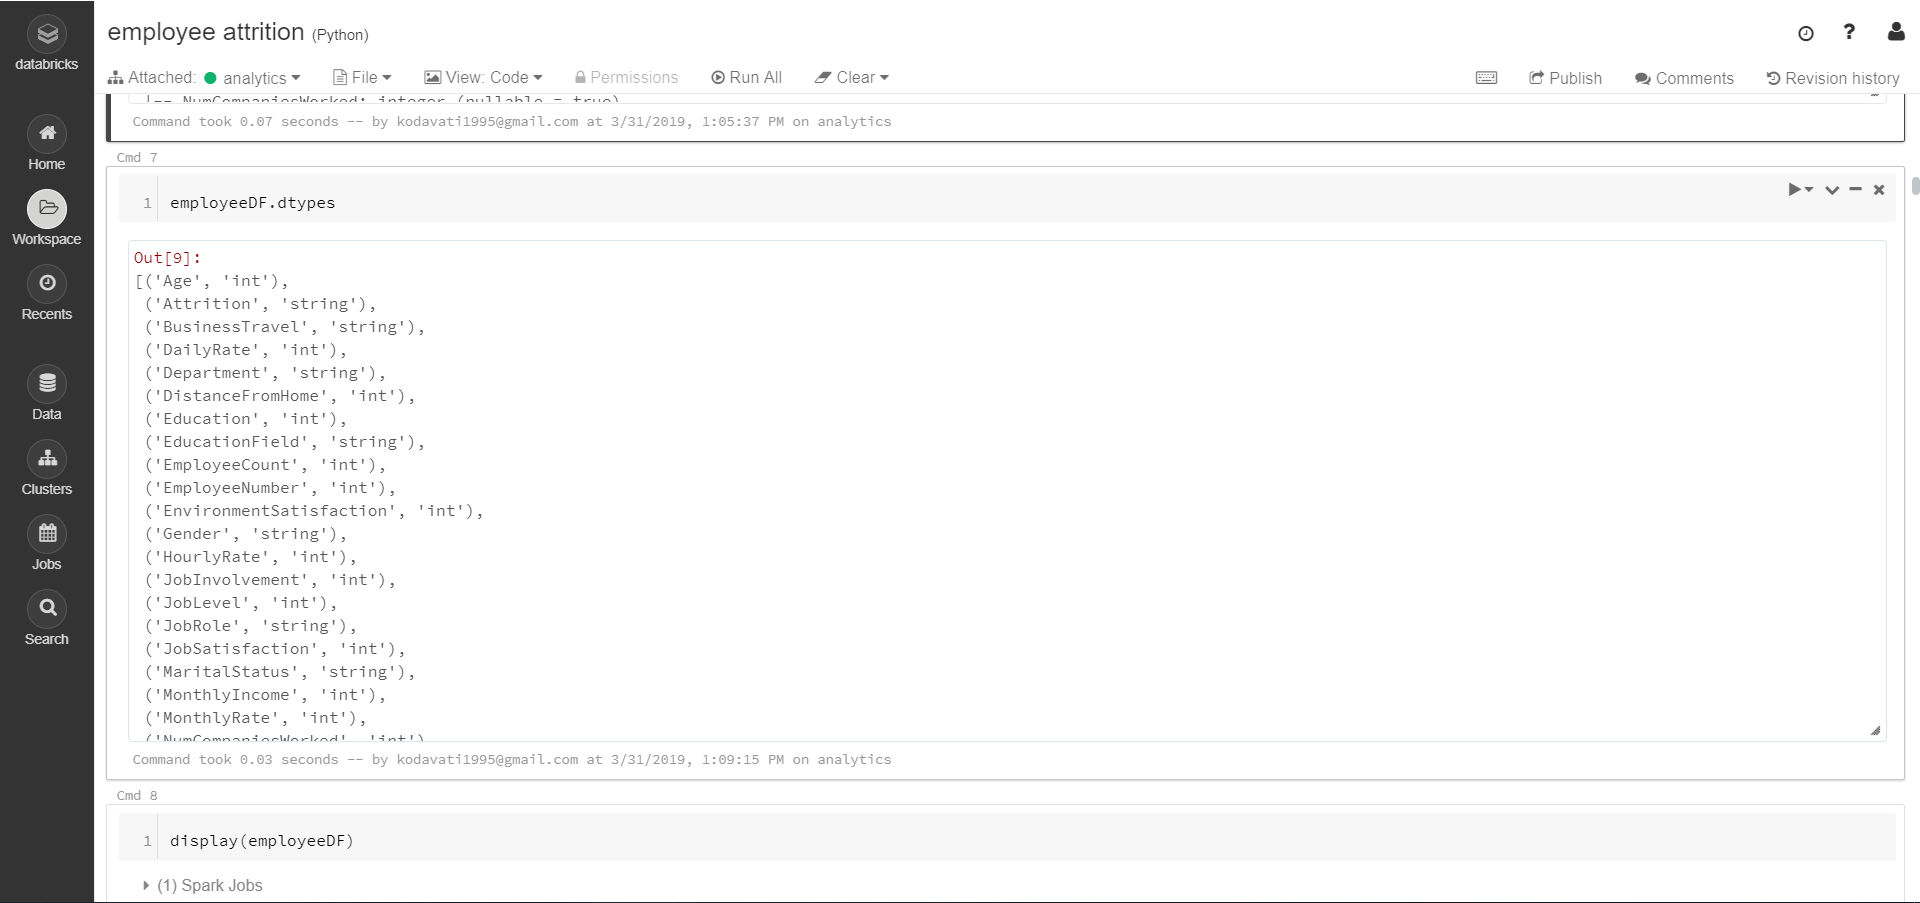 databricks
Home
Workspace
Recents
Data
Clusters
Jobs
Search
employee attrition (Python)
?
Attached: analytics File View: Code Permissions Run All Clear Publish Comments Revision history
|-- NumCompaniesWorked: integer (nullable = true)
Command took 0.07 seconds -- by kodavati1995@gmail.com at 3/31/2019, 1:05:37 PM on analytics
Cmd 7
1 employeeDF.dtypes
Out[9]:
[('Age', 'int'),
('Attrition', 'string'),
('BusinessTravel', 'string'),
('DailyRate', 'int'),
('Department', 'string'),
('DistanceFromHome', 'int'),
('Education', 'int'),
('EducationField', 'string'),
('EmployeeCount', 'int'),
('EmployeeNumber', 'int'),
('EnvironmentSatisfaction', 'int'),
('Gender', 'string'),
('HourlyRate', 'int'),
('JobInvolvement', 'int'),
('JobLevel', 'int'),
('JobRole', 'string'),
('JobSatisfaction', 'int'),
('MaritalStatus', 'string'),
('MonthlyIncome', 'int'),
('MonthlyRate', 'int'),
('NumCompaniesWorked', 'int')
Command took 0.03 seconds -- by kodavati1995@gmail.com at 3/31/2019, 1:09:15 PM on analytics
Cmd 8
1 display(employeeDF)
(1) Spark Jobs